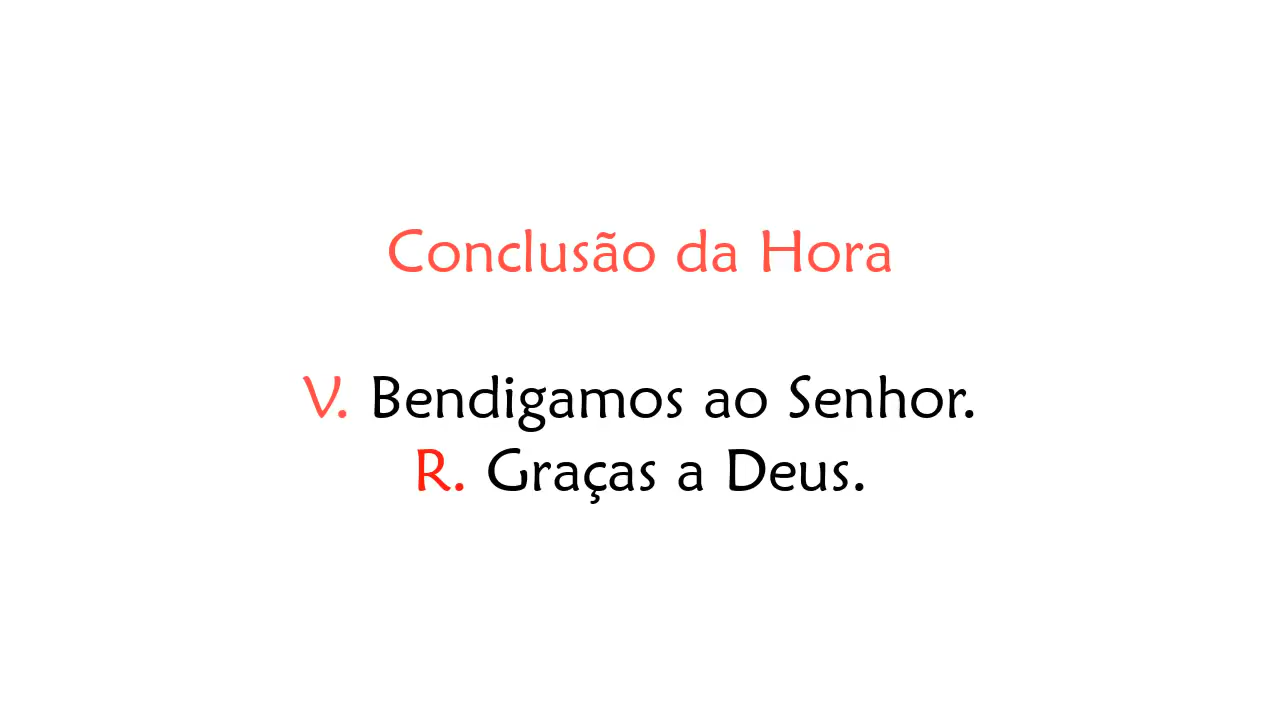 Conclusão da Hora
V. Bendigamos ao Senhor.
R. Graças a Deus.